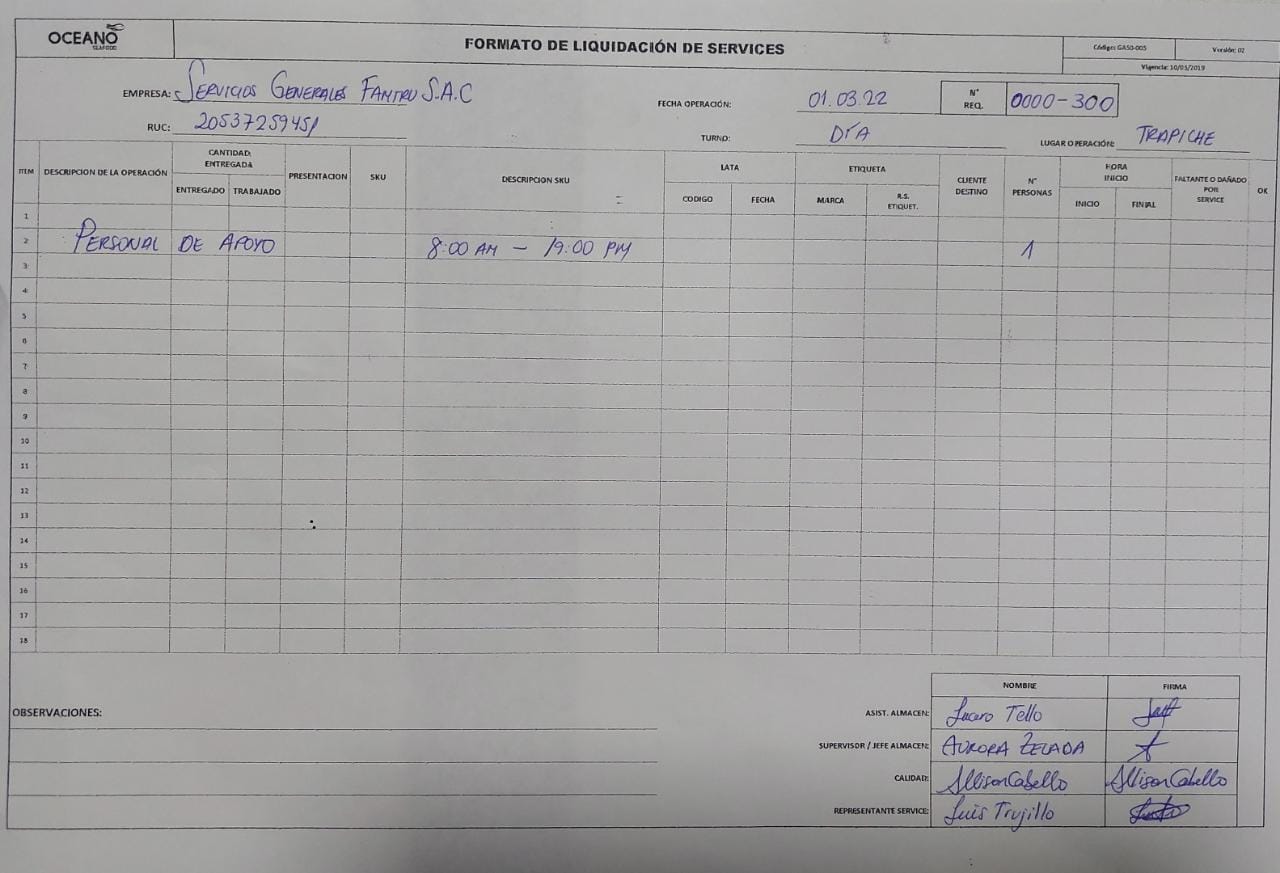 OCEANO
SEAFOOD
FORMATO DE LIQUIDACIÓN DE SERVICES
Código: GA50-005
Versión: 02
Vigencia: 10/05/2019
EMPRESA: SERVICIOS GENERALES FAMTRU S.A.C
FECHA OPERACIÓN: 01.03.22
N° REQ. 0000-300
RUC: 20537259451
TURNO: DÍA
LUGAR OPERACIÓN: TRAPICHE
ITEM
DESCRIPCION DE LA OPERACIÓN
CANTIDAD ENTREGADA
ENTREGADO
TRABAJADO
PRESENTACION
SKU
DESCRIPCION SKU
LATA
CODIGO
FECHA
ETIQUETA
MARCA
R.S. ETIQUET.
CLIENTE DESTINO
N° PERSONAS
HORA INICIO
INICIO
FINIAL
FALTANTE O DAÑADO POR SERVICE
OK
1
2 PERSONAL DE APOYO 8:00 AM — 19:00 PM 1
3
4
5
6
7
8
9
10
11
12
13
14
15
16
17
18
OBSERVACIONES:
NOMBRE
FIRMA
ASIST. ALMACEN: Lucero Tello
SUPERVISOR / JEFE ALMACEN: AURORA ZELADA
CALIDAD: Allison Cabello Allison Cabello
REPRESENTANTE SERVICE: Luis Trujillo